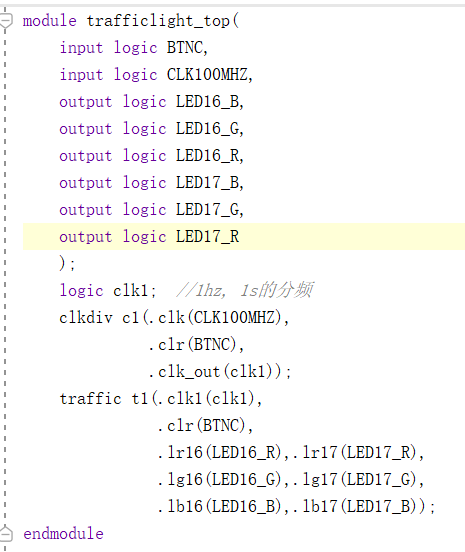 module trafficlight_top(
    input logic BTNC,
    input logic CLK100MHZ,
    output logic LED16_B,
    output logic LED16_G,
    output logic LED16_R,
    output logic LED17_B,
    output logic LED17_G,
    output logic LED17_R
    );
    logic clk1;  //1hz, 1s的分频
    clkdiv c1(.clk(CLK100MHZ),
              .clr(BTNC),
              .clk_out(clk1));
    traffic t1(.clk1(clk1),
               .clr(BTNC),
               .lr16(LED16_R),.lr17(LED17_R),
               .lg16(LED16_G),.lg17(LED17_G),
               .lb16(LED16_B),.lb17(LED17_B));
endmodule